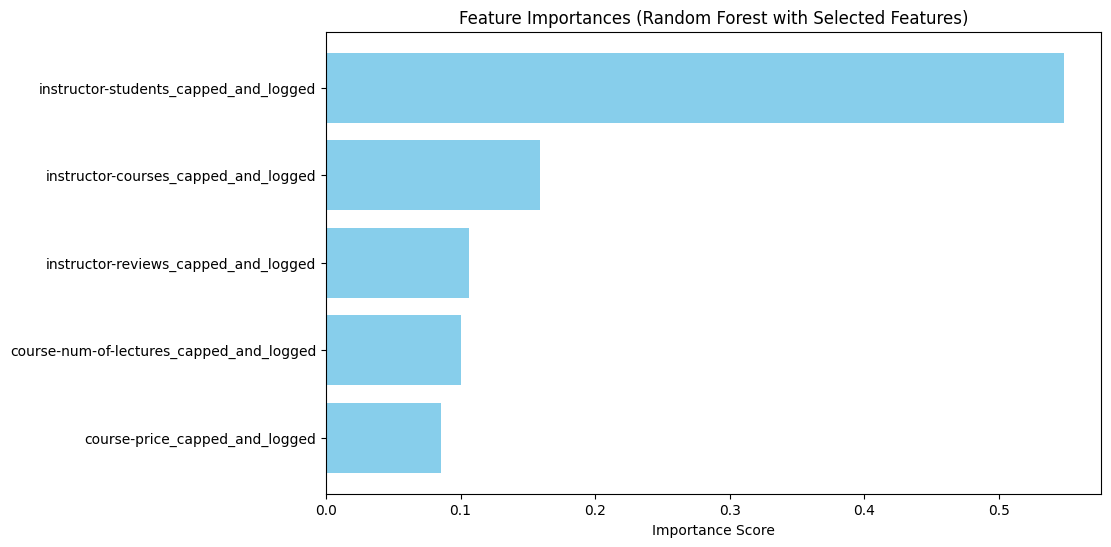 Feature Importances (Random Forest with Selected Features)
instructor-students_capped_and_logged
instructor-courses_capped_and_logged
instructor-reviews_capped_and_logged
course-num-of-lectures_capped_and_logged
course-price_capped_and_logged
0.0 0.1 0.2 0.3 0.4 0.5
Importance Score